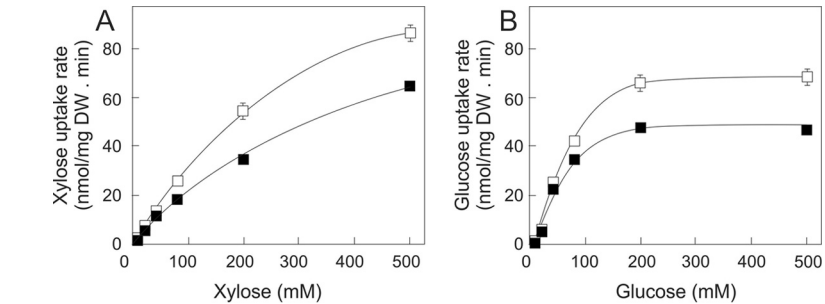 A
Xylose uptake rate
(nmol/mg DW . min)
80
60
40
20
0
0 100 200 300 400 500
Xylose (mM)
B
Glucose uptake rate
(nmol/mg DW . min)
80
60
40
20
0
0 100 200 300 400 500
Glucose (mM)